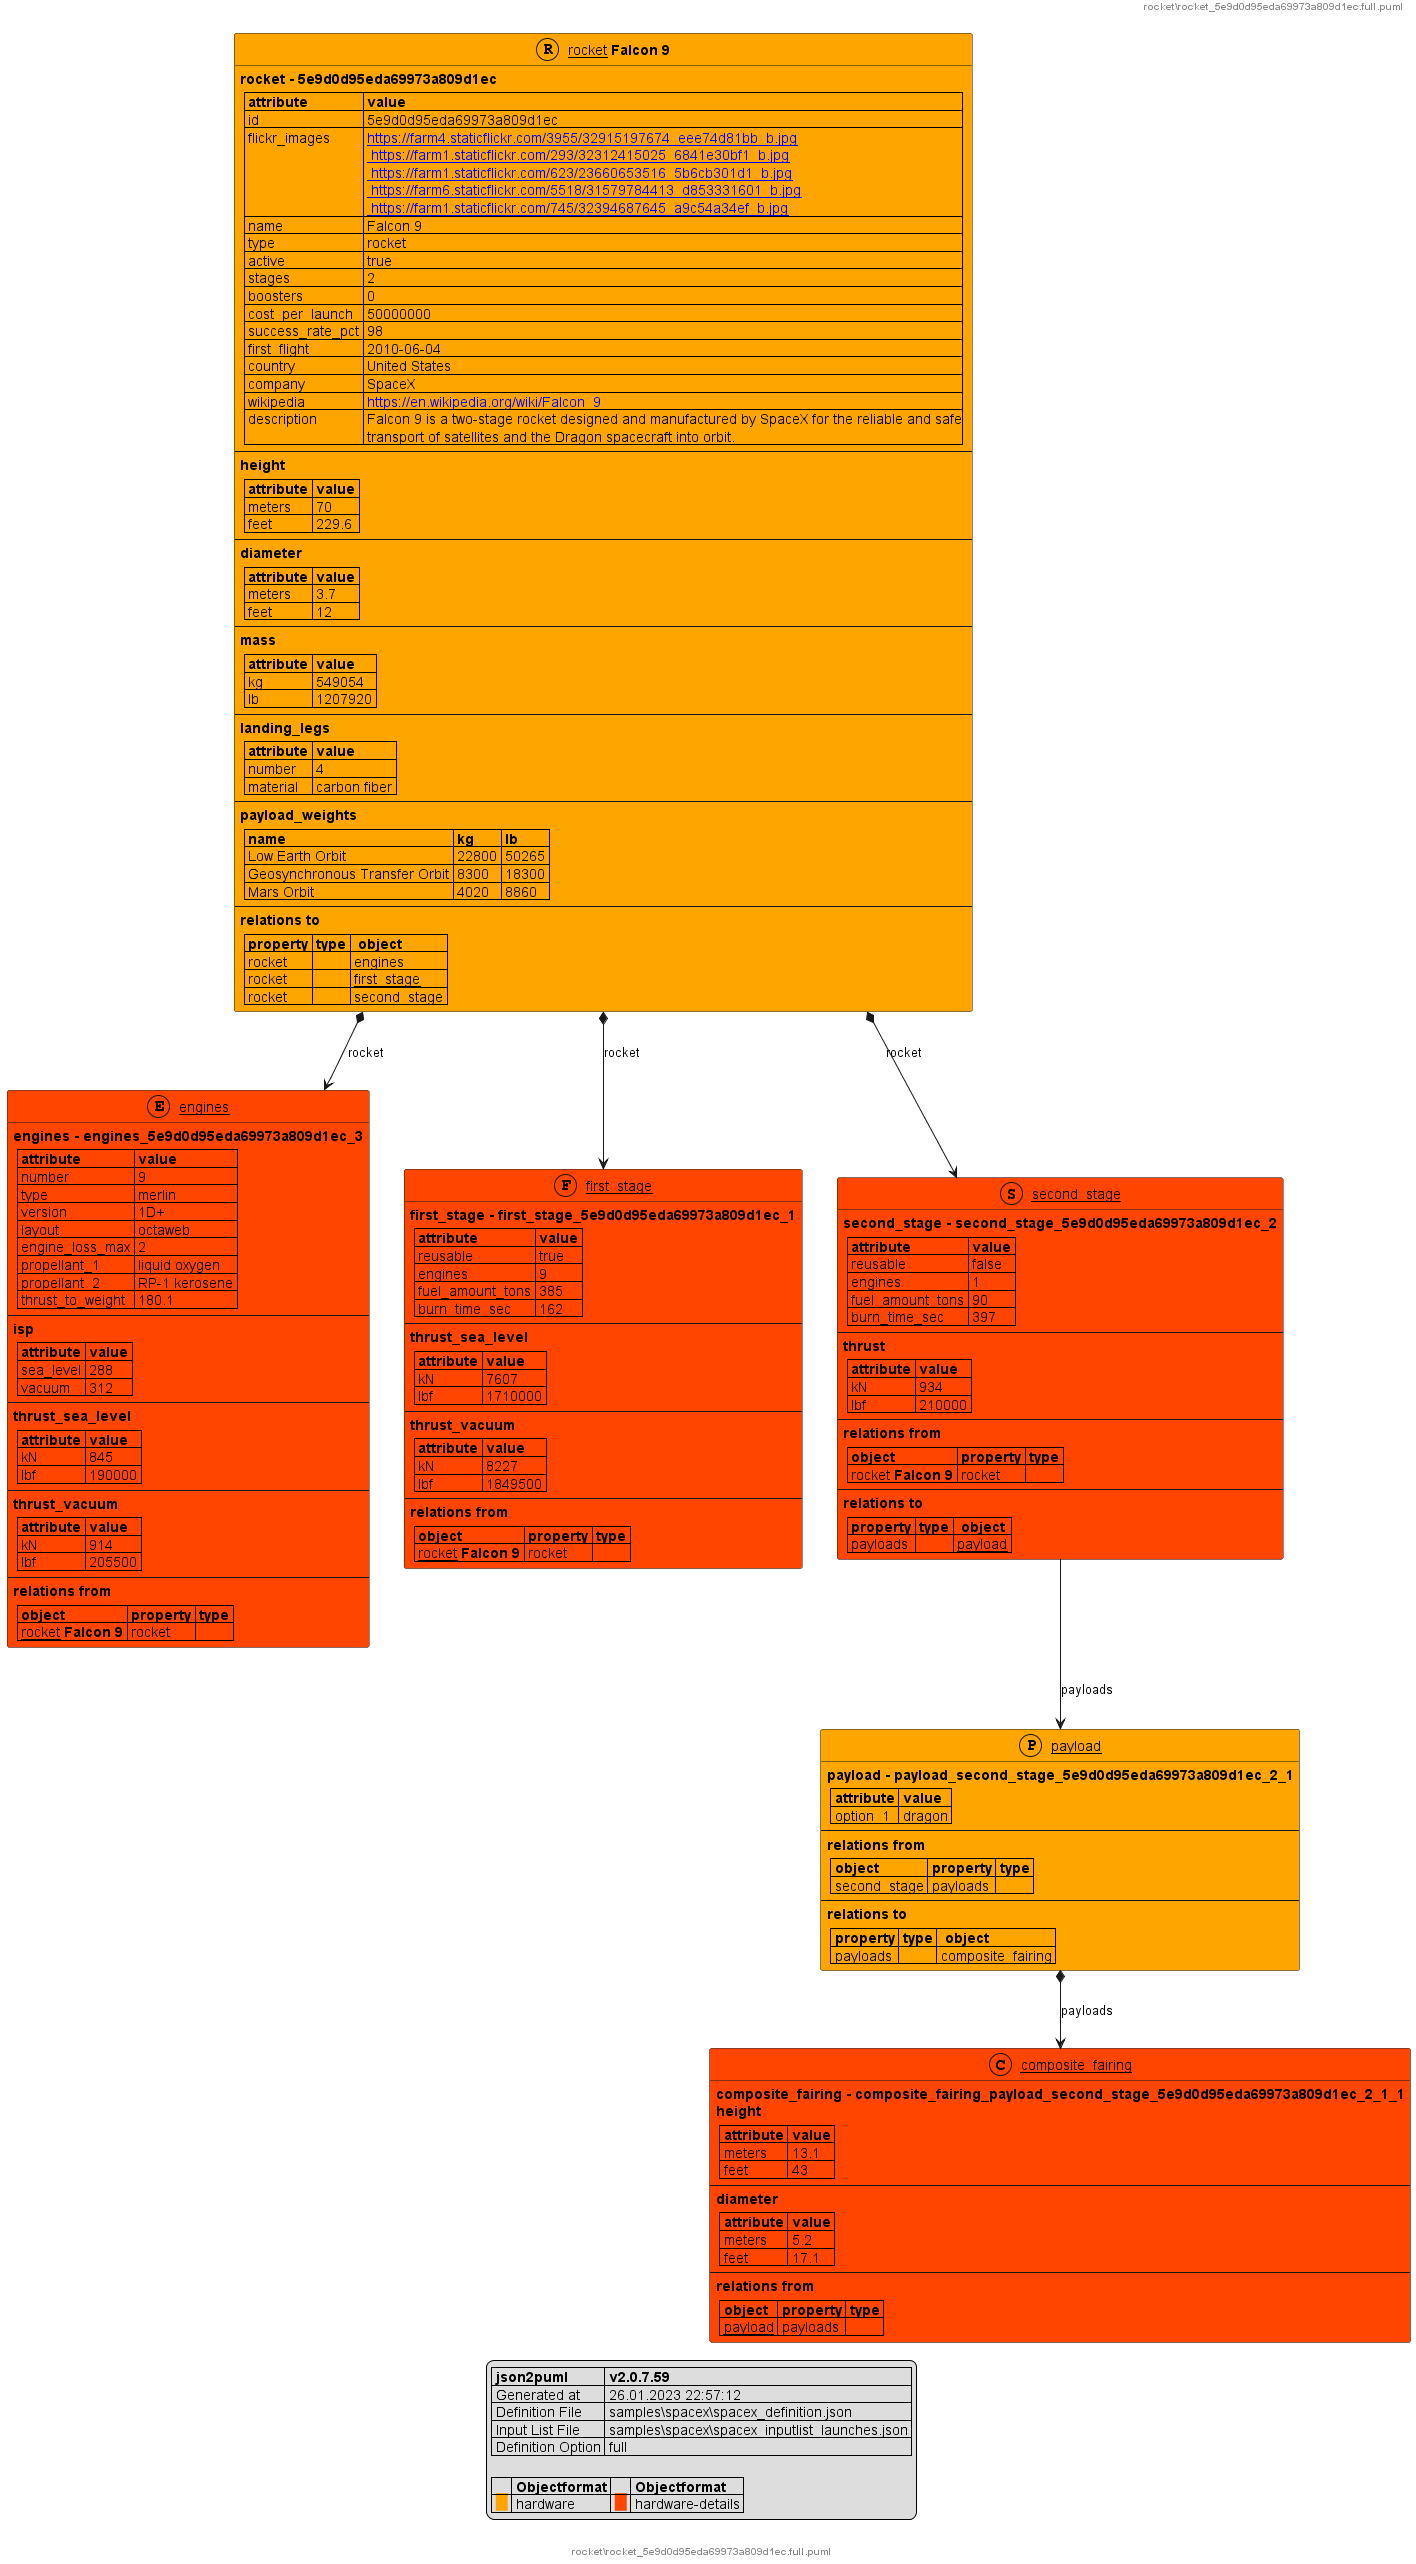 rocket\rocket_5e9d0d95eda69973a809d1ec.full.puml
R rocket Falcon 9
rocket - 5e9d0d95eda69973a809d1ec
attribute value
id 5e9d0d95eda69973a809d1ec
flickr_images https://farm4.staticflickr.com/3955/32915197674_eee74d81bb_b.jpg
https://farm1.staticflickr.com/293/32312415025_6841e30bf1_b.jpg
https://farm1.staticflickr.com/623/23660653516_5b6cb301d1_b.jpg
https://farm6.staticflickr.com/5518/31579784413_d853331601_b.jpg
https://farm1.staticflickr.com/745/32394687645_a9c54a34ef_b.jpg
name Falcon 9
type rocket
active true
stages 2
boosters 0
cost_per_launch 50000000
success_rate_pct 98
first_flight 2010-06-04
country United States
company SpaceX
wikipedia https://en.wikipedia.org/wiki/Falcon_9
description Falcon 9 is a two-stage rocket designed and manufactured by SpaceX for the reliable and safe
transport of satellites and the Dragon spacecraft into orbit.
height
attribute value
meters 70
feet 229.6
diameter
attribute value
meters 3.7
feet 12
mass
attribute value
kg 549054
lb 1207920
landing_legs
attribute value
number 4
material carbon fiber
payload_weights
name kg lb
Low Earth Orbit 22800 50265
Geosynchronous Transfer Orbit 8300 18300
Mars Orbit 4020 8860
relations to
property type object
rocket engines
rocket first_stage
rocket second_stage
rocket rocket rocket
E engines
engines - engines_5e9d0d95eda69973a809d1ec_3
attribute value
number 9
type merlin
version 1D+
layout octaweb
engine_loss_max 2
propellant_1 liquid oxygen
propellant_2 RP-1 kerosene
thrust_to_weight 180.1
isp
attribute value
sea_level 288
vacuum 312
thrust_sea_level
attribute value
kN 845
lbf 190000
thrust_vacuum
attribute value
kN 914
lbf 205500
relations from
object property type
rocket Falcon 9 rocket
F first_stage
first_stage - first_stage_5e9d0d95eda69973a809d1ec_1
attribute value
reusable true
engines 9
fuel_amount_tons 385
burn_time_sec 162
thrust_sea_level
attribute value
kN 7607
lbf 1710000
thrust_vacuum
attribute value
kN 8227
lbf 1849500
relations from
object property type
rocket Falcon 9 rocket
S second_stage
second_stage - second_stage_5e9d0d95eda69973a809d1ec_2
attribute value
reusable false
engines 1
fuel_amount_tons 90
burn_time_sec 397
thrust
attribute value
kN 934
lbf 210000
relations from
object property type
rocket Falcon 9 rocket
relations to
property type object
payloads payload
payloads
P payload
payload - payload_second_stage_5e9d0d95eda69973a809d1ec_2_1
attribute value
option_1 dragon
relations from
object property type
second_stage payloads
relations to
property type object
payloads composite_fairing
payloads
C composite_fairing
composite_fairing - composite_fairing_payload_second_stage_5e9d0d95eda69973a809d1ec_2_1_1
height
attribute value
meters 13.1
feet 43
diameter
attribute value
meters 5.2
feet 17.1
relations from
object property type
payload payloads
json2puml v2.0.7.59
Generated at 26.01.2023 22:57:12
Definition File samples\spacex\spacex_definition.json
Input List File samples\spacex\spacex_inputlist_launches.json
Definition Option full
Objectformat Objectformat
hardware hardware-details
rocket\rocket_5e9d0d95eda69973a809d1ec.full.puml